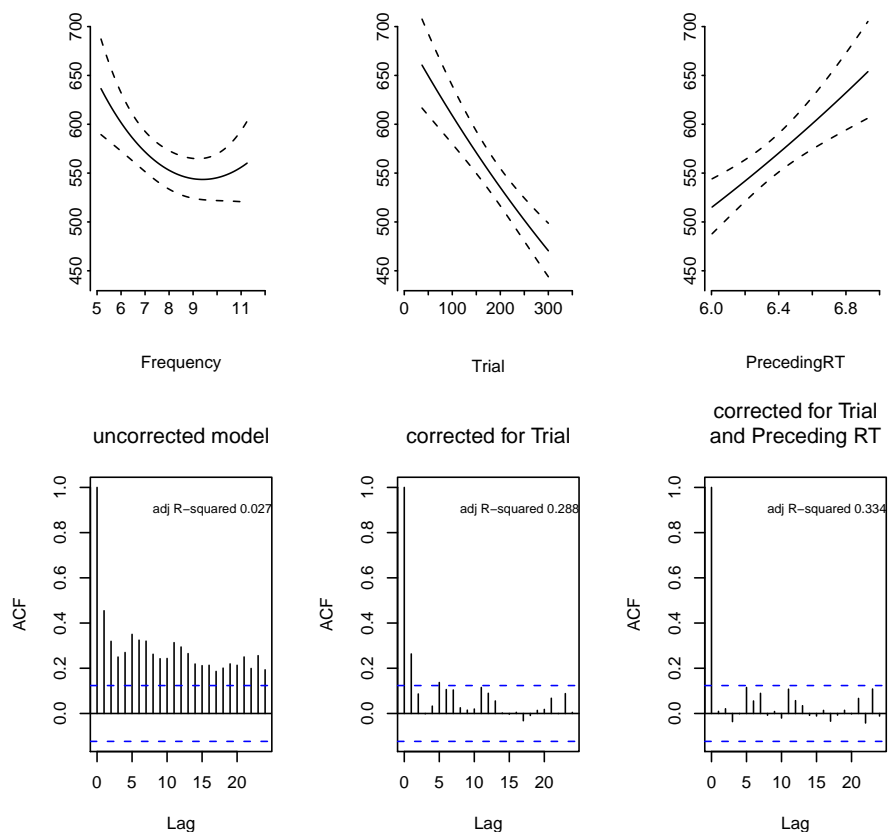 700
650
600
550
500
450
5 6 7 8 9 11
Frequency
700
650
600
550
500
450
0 100 200 300
Trial
700
650
600
550
500
450
6.0 6.4 6.8
PrecedingRT
uncorrected model
adj R−squared 0.027
ACF
1.0
0.8
0.6
0.4
0.2
0.0
0 5 10 15 20
Lag
corrected for Trial
adj R−squared 0.288
ACF
1.0
0.8
0.6
0.4
0.2
0.0
0 5 10 15 20
Lag
corrected for Trial
and Preceding RT
adj R−squared 0.334
ACF
1.0
0.8
0.6
0.4
0.2
0.0
0 5 10 15 20
Lag